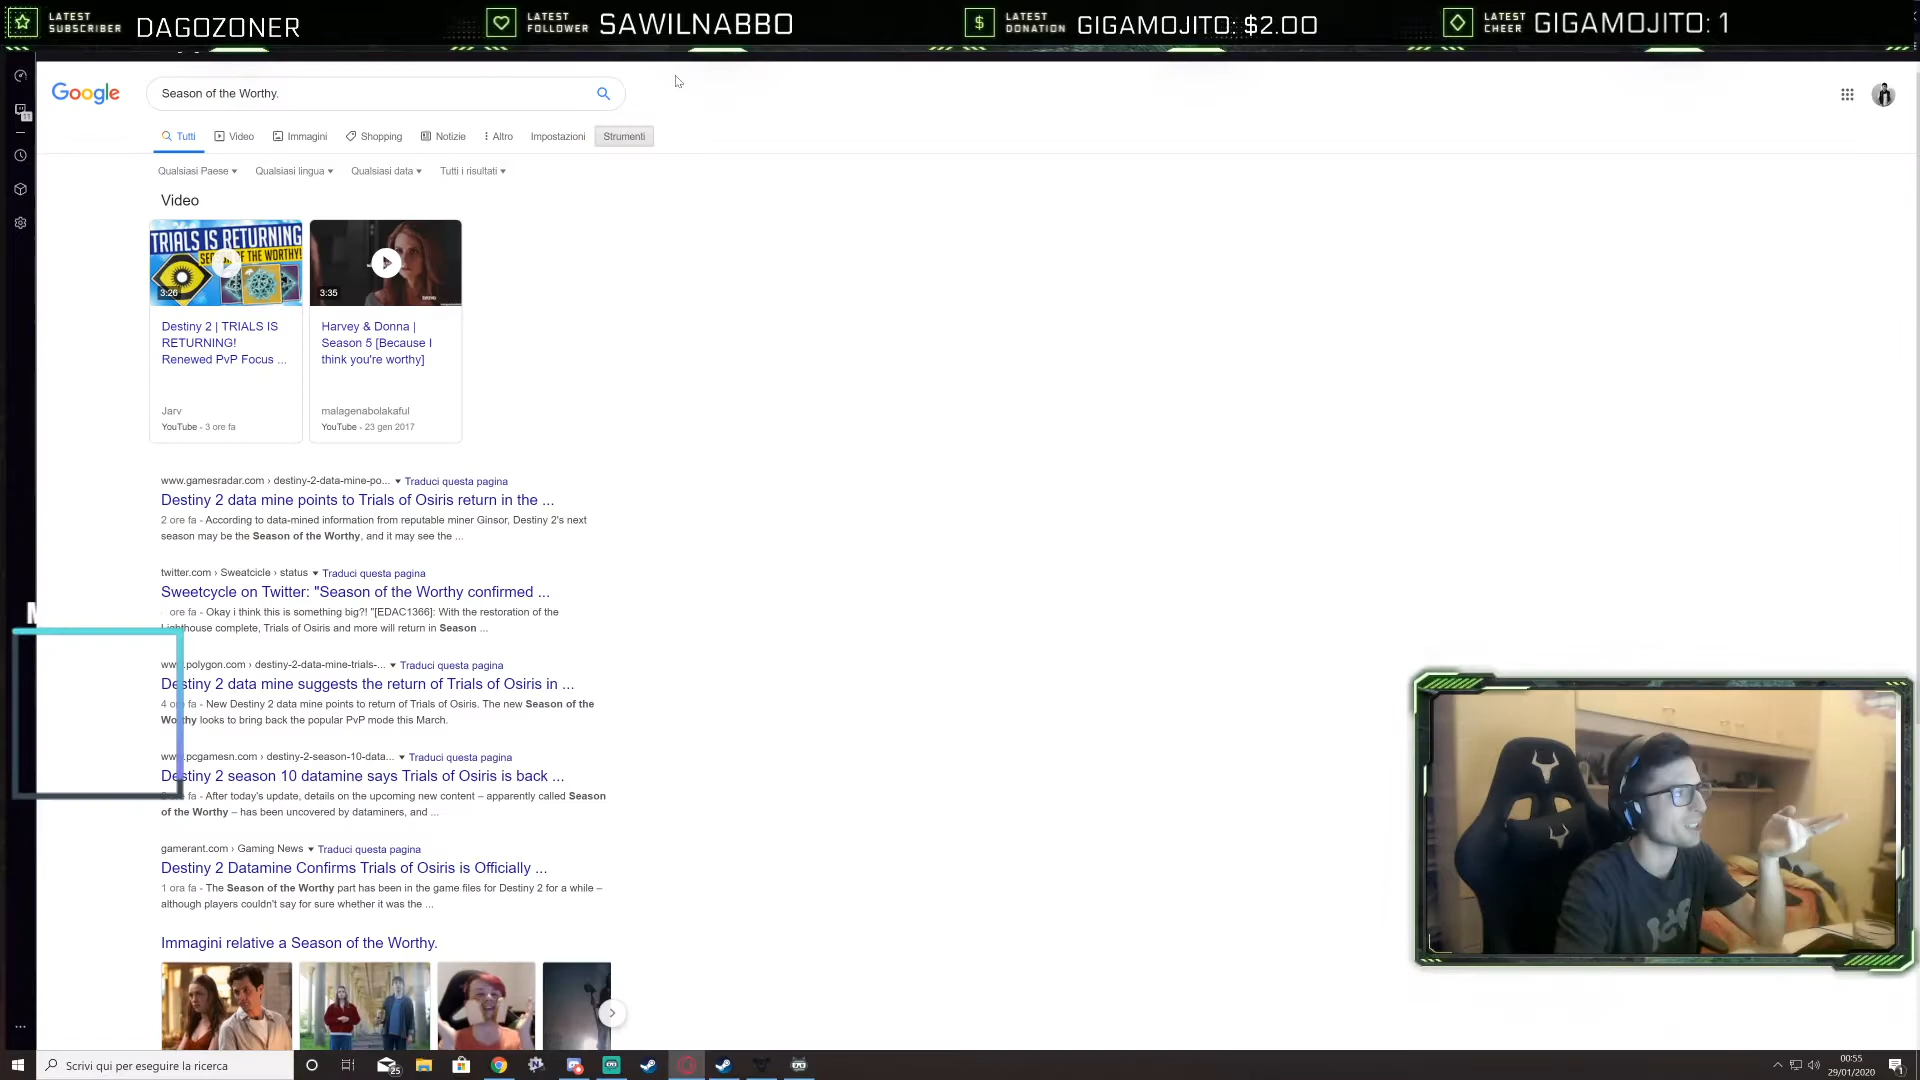 LATEST SUBSCRIBER DAGOZONER
LATEST FOLLOWER SAWILNABBO
LATEST DONATION GIGAMOJITO: $2.00
LATEST CHEER GIGAMOJITO: 1
Google
Season of the Worthy.
Tutti Video Immagini Shopping Notizie Altro Impostazioni Strumenti
Qualsiasi Paese Qualsiasi lingua Qualsiasi data Tutti i risultati
Video
TRIALS IS RETURNING
3:26
Destiny 2 | TRIALS IS
RETURNING!
Renewed PvP Focus ...
Jarv
YouTube - 3 ore fa
3:35
Harvey & Donna |
Season 5 [Because I
think you're worthy]
malagenabolakaful
YouTube - 23 gen 2017
www.gamesradar.com › destiny-2-data-mine-po... Traduci questa pagina
Destiny 2 data mine points to Trials of Osiris return in the ...
2 ore fa - According to data-mined information from reputable miner Ginsor, Destiny 2's next
season may be the Season of the Worthy, and it may see the ...
twitter.com › Sweatcicle › status Traduci questa pagina
Sweetcycle on Twitter: "Season of the Worthy confirmed ...
ore fa - Okay i think this is something big?! "[EDAC1366]: With the restoration of the
Lighthouse complete, Trials of Osiris and more will return in Season ...
www.polygon.com › destiny-2-data-mine-trials-... Traduci questa pagina
Destiny 2 data mine suggests the return of Trials of Osiris in ...
4 ore fa - New Destiny 2 data mine points to return of Trials of Osiris. The new Season of the
Worthy looks to bring back the popular PvP mode this March.
www.pcgamesn.com › destiny-2-season-10-data... Traduci questa pagina
Destiny 2 season 10 datamine says Trials of Osiris is back ...
fa - After today's update, details on the upcoming new content – apparently called Season
of the Worthy – has been uncovered by dataminers, and ...
gamerant.com › Gaming News Traduci questa pagina
Destiny 2 Datamine Confirms Trials of Osiris is Officially ...
1 ora fa - The Season of the Worthy part has been in the game files for Destiny 2 for a while –
although players couldn't say for sure whether it was the ...
Immagini relative a Season of the Worthy.
Scrivi qui per eseguire la ricerca
25
00:55
29/01/2020